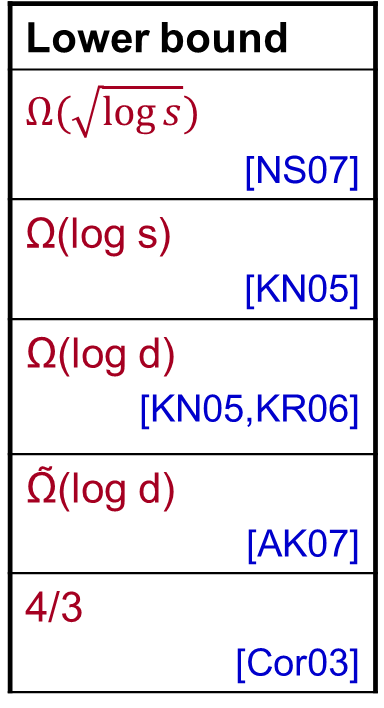 Lower bound
Ω(√log s)
[NS07]
Ω(log s)
[KN05]
Ω(log d)
[KN05,KR06]
Ω̃(log d)
[AK07]
4/3
[Cor03]